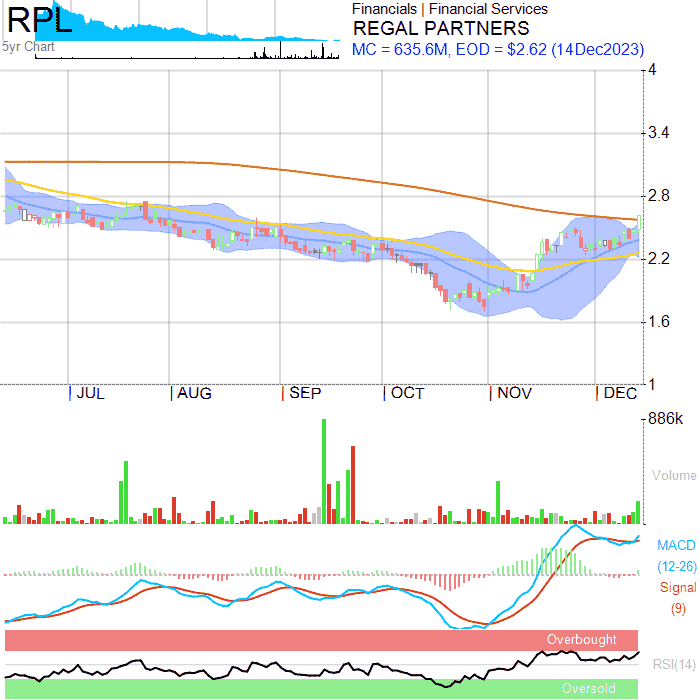 RPL
5yr Chart
Financials | Financial Services
REGAL PARTNERS
MC = 635.6M, EOD = $2.62 (14Dec2023)
4
3.4
2.8
2.2
1.6
1
JUL AUG SEP OCT NOV DEC
886k
Volume
MACD
(12-26)
Signal
(9)
Overbought
RSI(14)
Oversold